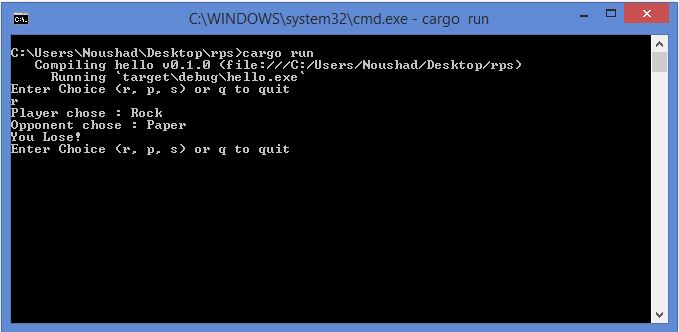 C:\WINDOWS\system32\cmd.exe - cargo run
C:\Users\Noushad\Desktop\rps>cargo run
   Compiling hello v0.1.0 (file:///C:/Users/Noushad/Desktop/rps)
     Running `target\debug\hello.exe`
Enter Choice (r, p, s) or q to quit
r
Player chose : Rock
Opponent chose : Paper
You Lose!
Enter Choice (r, p, s) or q to quit